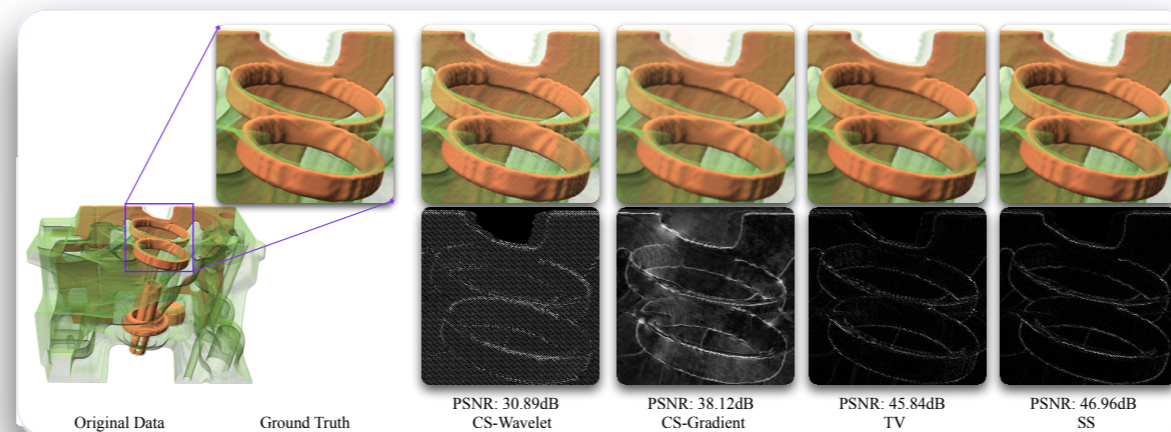 PSNR: 30.89dB
PSNR: 38.12dB
PSNR: 45.84dB
PSNR: 46.96dB
Original Data
Ground Truth
CS-Wavelet
CS-Gradient
TV
SS